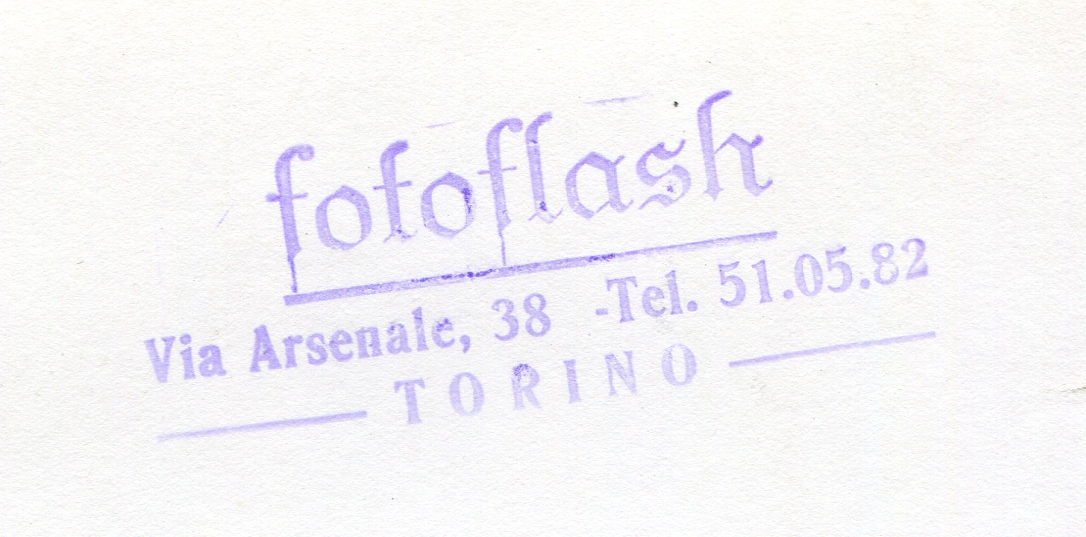 fotoflash
Via Arsenale, 38 -Tel. 51.05.82
TORINO